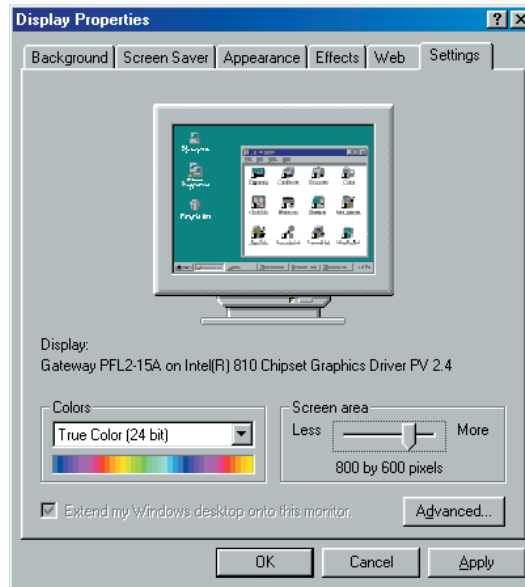 Display Properties
Background Screen Saver Appearance Effects Web Settings
Display:
Gateway PFL2-15A on Intel(R) 810 Chipset Graphics Driver PV 2.4
Colors
True Color (24 bit)
Screen area
Less More
800 by 600 pixels
Extend my Windows desktop onto this monitor.
Advanced...
OK Cancel Apply